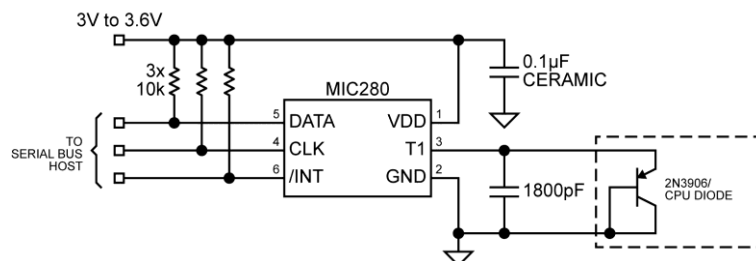 3V to 3.6V
3x
10k
MIC280
0.1µF
CERAMIC
5 DATA VDD 1
4 CLK T1 3
6 /INT GND 2
TO
SERIAL BUS
HOST
1800pF
2N3906/
CPU DIODE